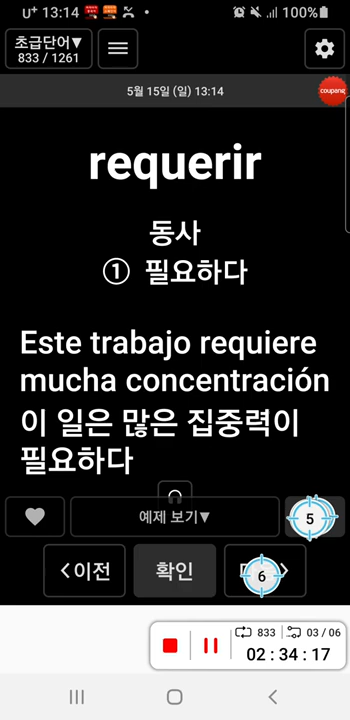 U+ 13:14 100%
초급단어▼
833 / 1261
5월 15일 (일) 13:14
coupang
requerir
동사
① 필요하다
Este trabajo requiere
mucha concentración
이 일은 많은 집중력이
필요하다
예제 보기▼
5
<이전
확인
6
833 03 / 06
02 : 34 : 17